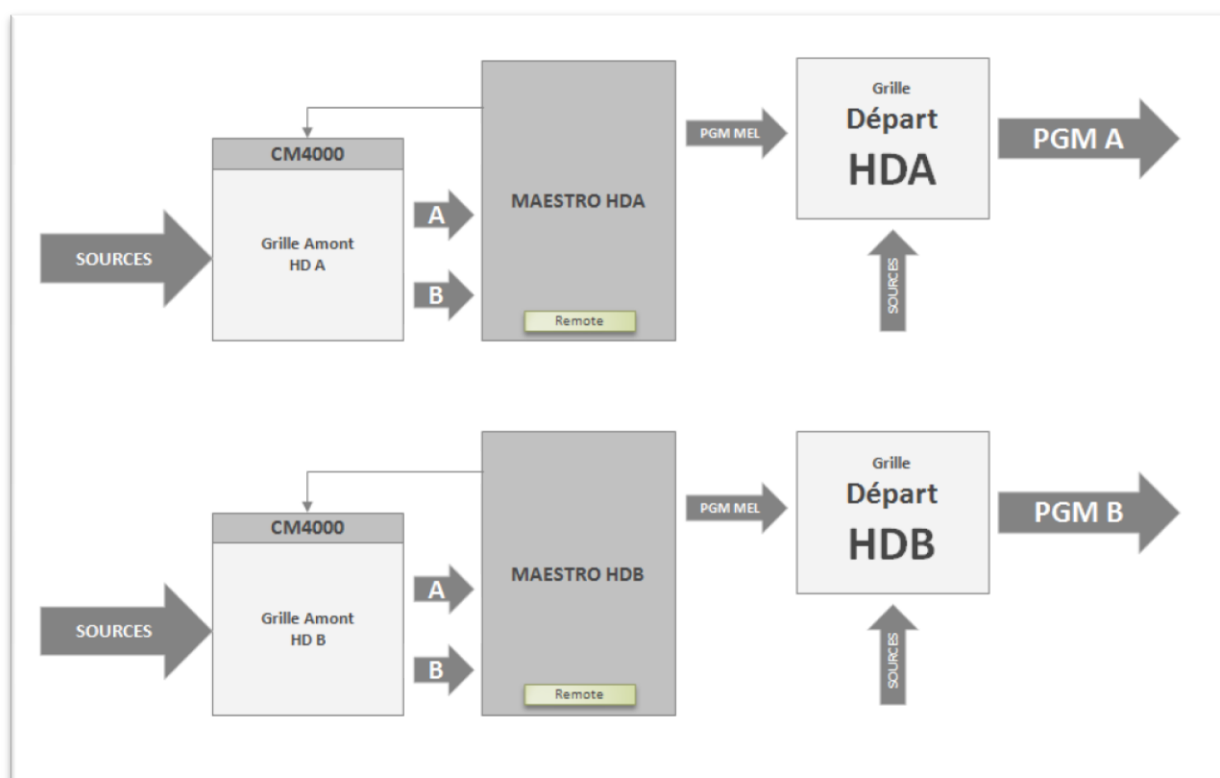 CM4000
SOURCES
Grille Amont
HD A
A
B
MAESTRO HDA
Remote
PGM MEL
Grille
Départ
HDA
SOURCES
PGM A
CM4000
SOURCES
Grille Amont
HD B
A
B
MAESTRO HDB
Remote
PGM MEL
Grille
Départ
HDB
SOURCES
PGM B